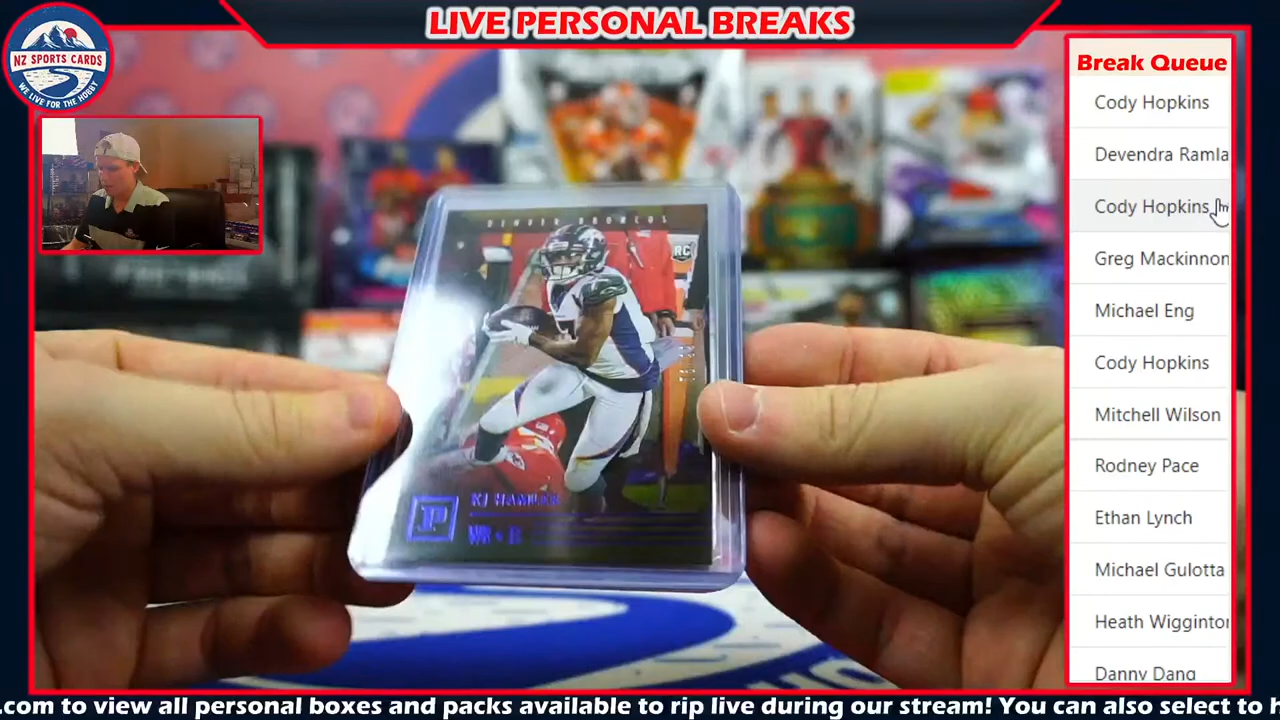 LIVE PERSONAL BREAKS
NZ SPORTS CARDS
WE LIVE FOR THE HOBBY
Break Queue
Cody Hopkins
Devendra Ramla
Cody Hopkins
Greg Mackinnon
Michael Eng
Cody Hopkins
Mitchell Wilson
Rodney Pace
Ethan Lynch
Michael Gulotta
Heath Wigginton
Danny Dang
DENVER BRONCOS
RC
KJ HAMLER
P
WR
.com to view all personal boxes and packs available to rip live during our stream! You can also select to h